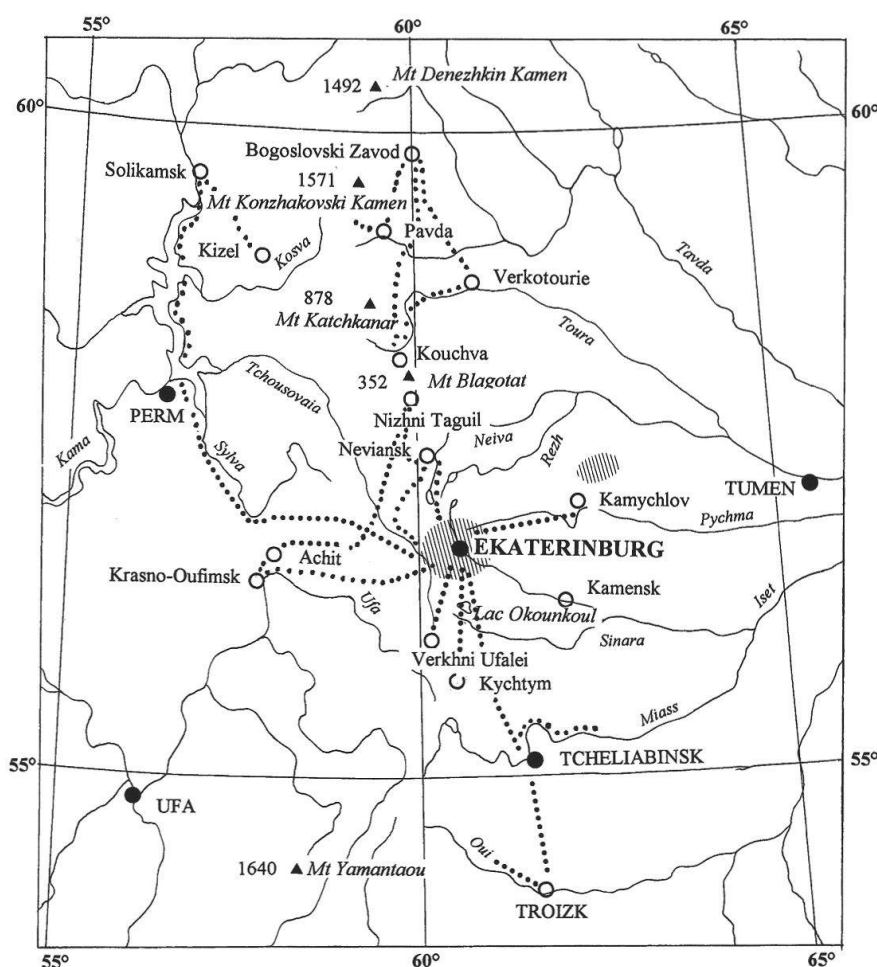 55° 60° 65°
60° 60°
1492 Mt Denezhkin Kamen
Bogoslovski Zavod
Solikamsk
1571
Mt Konzhakovski Kamen
Pavda
Kizel
Kosva
Tavda
Verkotourie
878
Mt Katchkanar
Toura
Kouchva
Tchousovaia
352 Mt Blagotat
PERM
Nizhni Taguil
Neiva
Rezh
Neviansk
Kama
Sylva
TUMEN
Kamychlov
Pychma
EKATERINBURG
Achit
Krasno-Oufimsk
Kamensk
Ufa
Lac Okounkoul
Iset
Sinara
Verkhni Ufalei
Kychtym
Miass
TCHELIABINSK
55° 55°
UFA
Oui
1640 Mt Yamantaou
TROIZK
55° 60° 65°